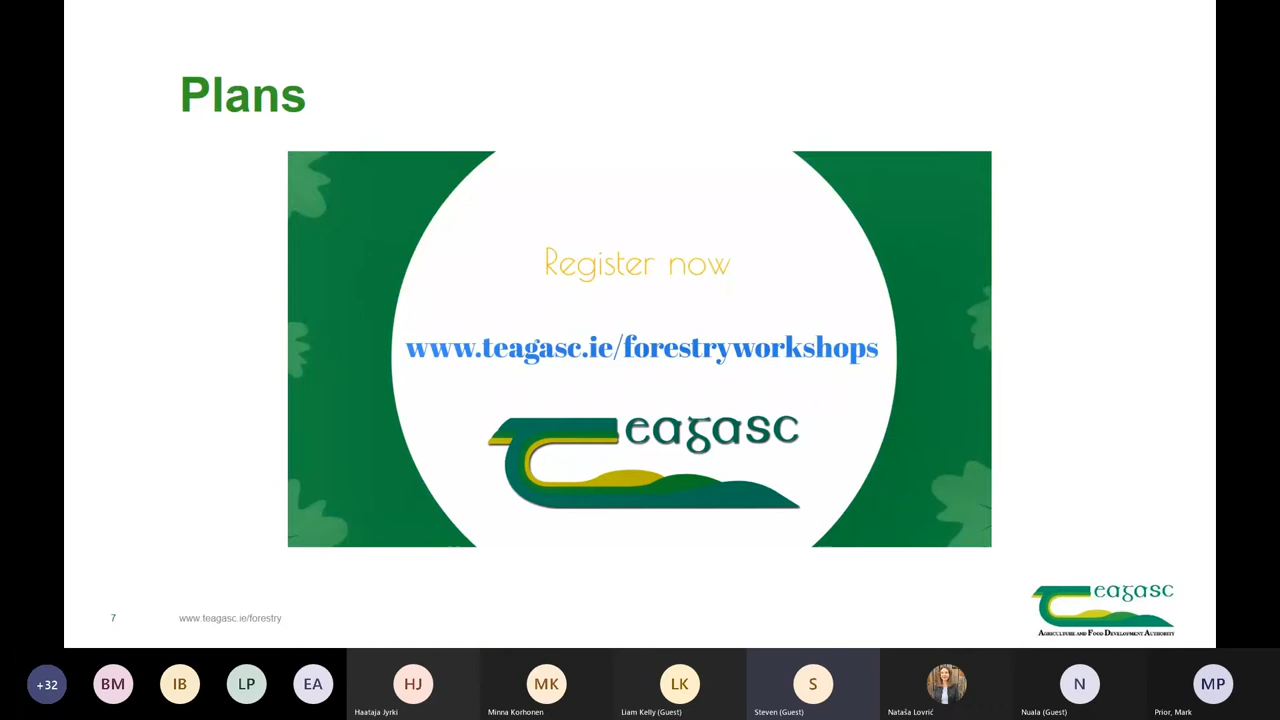 Plans
Register now
www.teagasc.ie/forestryworkshops
eagasc
7
www.teagasc.ie/forestry
eagasc
AGRICULTURE AND FOOD DEVELOPMENT AUTHORITY
+32
BM
IB
LP
EA
HJ
MK
LK
S
N
MP
Haataja Jyrki
Minna Korhonen
Liam Kelly (Guest)
Steven (Guest)
Nataša Lovrić
Nuala (Guest)
Prior, Mark